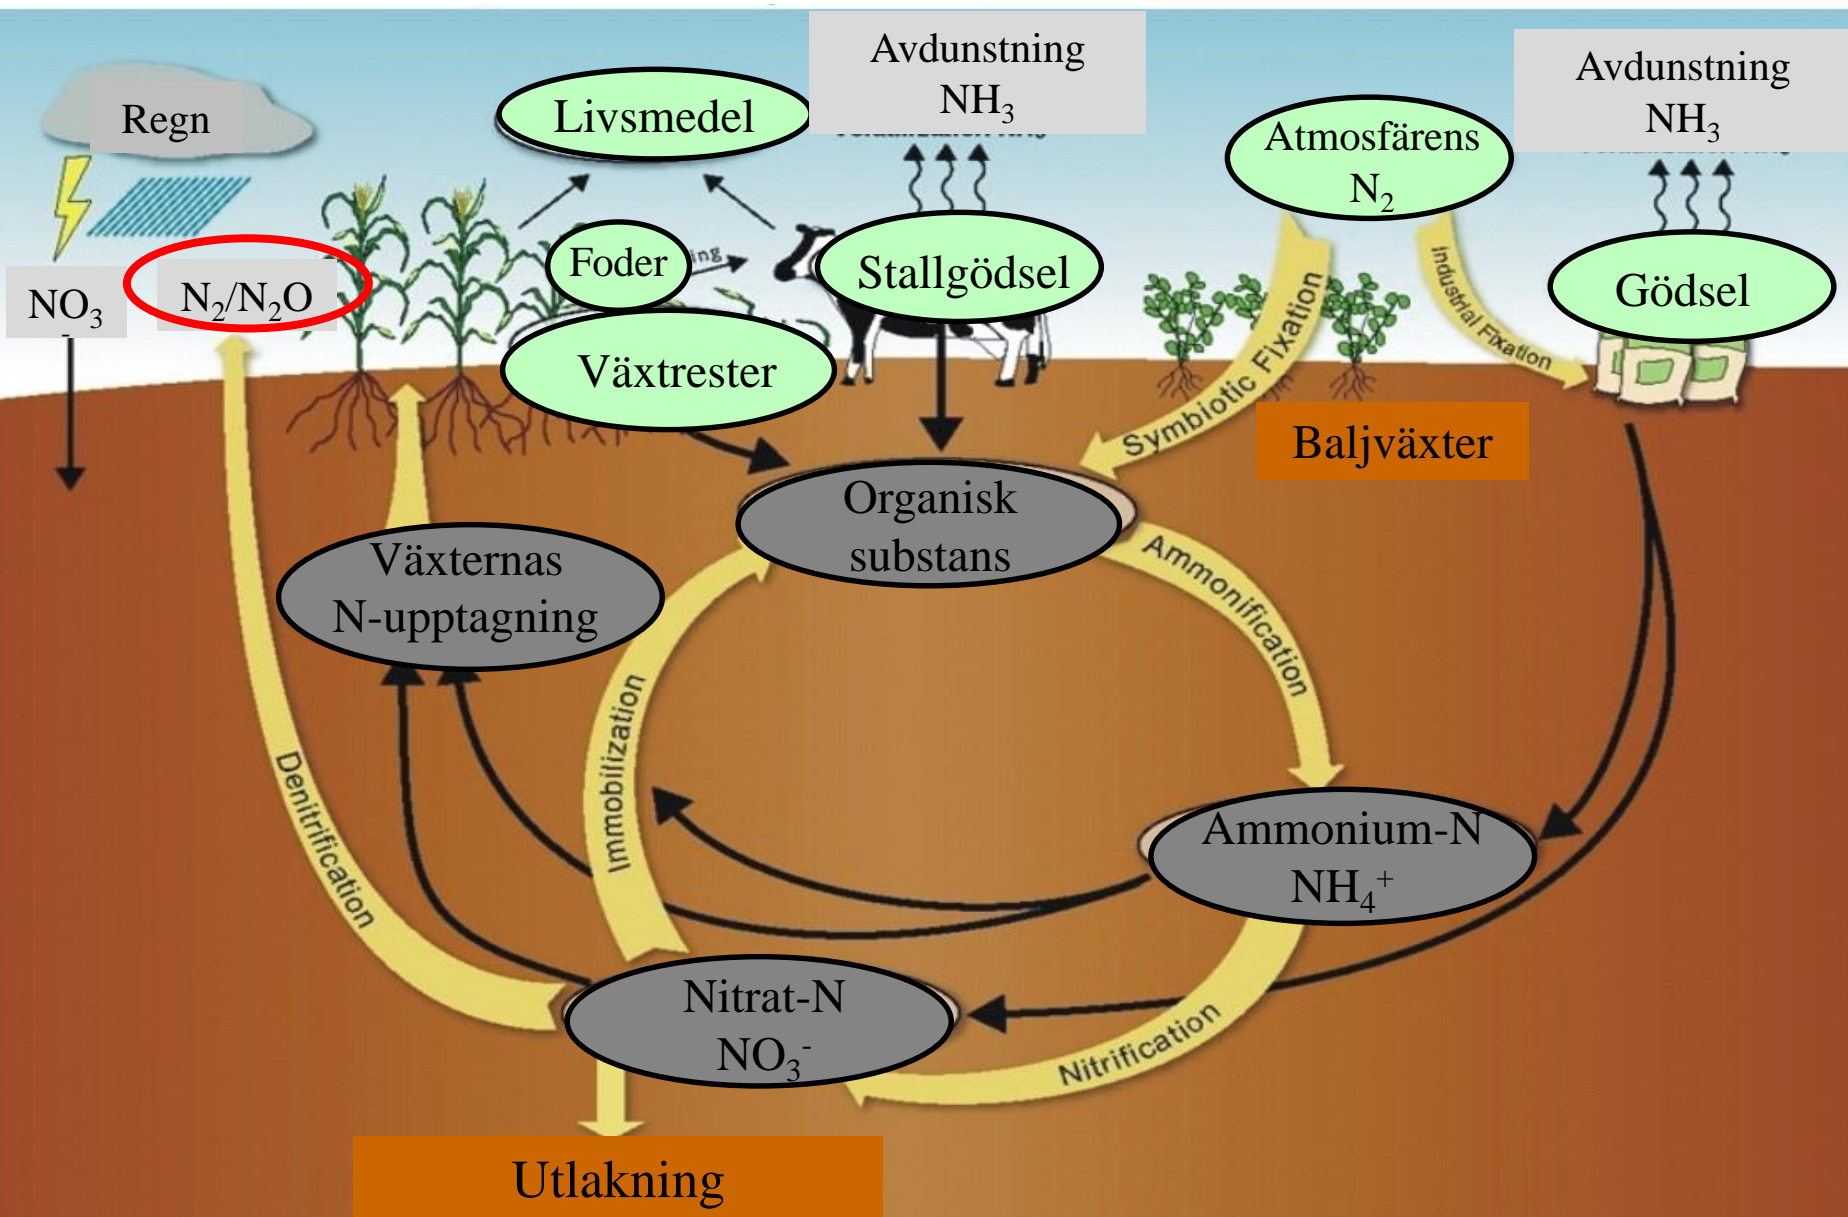 Avdunstning
NH₃
Avdunstning
NH₃
Regn
Livsmedel
Atmosfärens
N₂
Foder
ing
Stallgödsel
Gödsel
NO₃
-
N₂/N₂O
Växtrester
Symbiotic Fixation
Industrial Fixation
Baljväxter
Organisk
substans
Växternas
N-upptagning
Ammonification
Immobilization
Denitrification
Ammonium-N
NH₄⁺
Nitrat-N
NO₃⁻
Nitrification
Utlakning